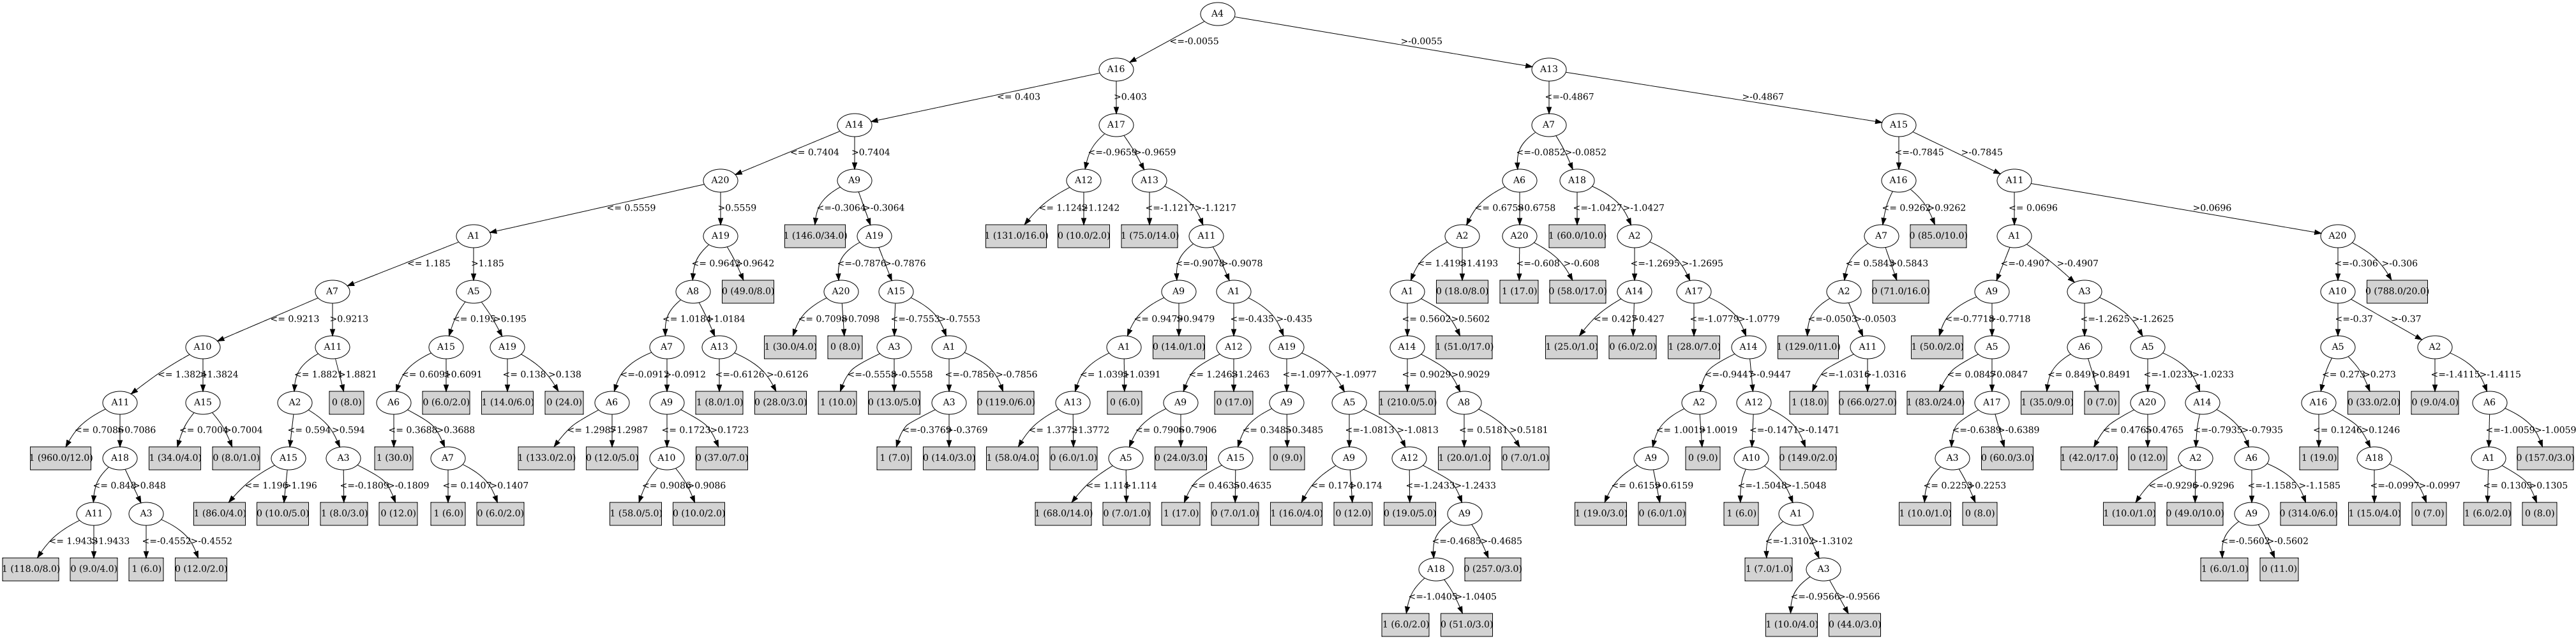 A4
<=-0.0055 >-0.0055
A16 A13
<= 0.403 >0.403 <=-0.4867 >-0.4867
A14 A17 A7 A15
<= 0.7404 >0.7404 <=-0.9659 >-0.9659 <=-0.0852 >-0.0852 <=-0.7845 >-0.7845
A20 A9 A12 A13 A6 A18 A16 A11
<= 0.5559 >0.5559 <=-0.3064 >-0.3064 <= 1.1242 >1.1242 <=-1.1217 >-1.1217 <= 0.6758 >0.6758 <=-1.0427 >-1.0427 <= 0.9262 >0.9262 <= 0.0696 >0.0696
A1 A19 1 (146.0/34.0) A19 1 (131.0/16.0) 0 (10.0/2.0) 1 (75.0/14.0) A11 A2 A20 1 (60.0/10.0) A2 A7 0 (85.0/10.0) A1 A20
<= 1.185 >1.185 <= 0.9642 >0.9642 <=-0.7876 >-0.7876 <=-0.9078 >-0.9078 <= 1.4193 >1.4193 <=-0.608 >-0.608 <=-1.2695 >-1.2695 <= 0.5843 >0.5843 <=-0.4907 >-0.4907 <=-0.306 >-0.306
A7 A5 A8 0 (49.0/8.0) A20 A15 A9 A1 A1 0 (18.0/8.0) 1 (17.0) 0 (58.0/17.0) A14 A17 A2 0 (71.0/16.0) A9 A3 A10 0 (788.0/20.0)
<= 0.9213 >0.9213 <= 0.195 >0.195 <= 1.0184 >1.0184 <= 0.7098 >0.7098 <=-0.7553 >-0.7553 <= 0.9479 >0.9479 <=-0.435 >-0.435 <= 0.5602 >0.5602 <= 0.427 >0.427 <=-1.0779 >-1.0779 <=-0.0503 >-0.0503 <=-0.7718 >-0.7718 <=-1.2625 >-1.2625 <=-0.37 >-0.37
A10 A11 A15 A19 A7 A13 1 (30.0/4.0) 0 (8.0) A3 A1 A1 0 (14.0/1.0) A12 A19 A14 1 (51.0/17.0) 1 (25.0/1.0) 0 (6.0/2.0) 1 (28.0/7.0) A14 1 (129.0/11.0) A11 1 (50.0/2.0) A5 A6 A5 A5 A2
<= 1.3824 >1.3824 <= 1.8821 >1.8821 <= 0.6091 >0.6091 <= 0.138 >0.138 <=-0.0912 >-0.0912 <=-0.6126 >-0.6126 <=-0.5558 >-0.5558 <=-0.7856 >-0.7856 <= 1.0391 >1.0391 <= 1.2463 >1.2463 <=-1.0977 >-1.0977 <= 0.9029 >0.9029 <=-0.9447 >-0.9447 <=-1.0316 >-1.0316 <= 0.0847 >0.0847 <= 0.8491 >0.8491 <=-1.0233 >-1.0233 <= 0.273 >0.273 <=-1.4115 >-1.4115
A11 A15 A2 0 (8.0) A6 0 (6.0/2.0) 1 (14.0/6.0) 0 (24.0) A6 A9 1 (8.0/1.0) 0 (28.0/3.0) 1 (10.0) 0 (13.0/5.0) A3 0 (119.0/6.0) A13 0 (6.0) A9 0 (17.0) A9 A5 1 (210.0/5.0) A8 A2 A12 1 (18.0) 0 (66.0/27.0) 1 (83.0/24.0) A17 1 (35.0/9.0) 0 (7.0) A20 A14 A16 0 (33.0/2.0) 0 (9.0/4.0) A6
<= 0.7086 >0.7086 <= 0.7004 >0.7004 <= 0.594 >0.594 <= 0.3688 >0.3688 <= 1.2987 >1.2987 <= 0.1723 >0.1723 <=-0.3769 >-0.3769 <= 1.3772 >1.3772 <= 0.7906 >0.7906 <= 0.3485 >0.3485 <=-1.0813 >-1.0813 <= 0.5181 >0.5181 <= 1.0019 >1.0019 <=-0.1471 >-0.1471 <=-0.6389 >-0.6389 <= 0.4765 >0.4765 <=-0.7935 >-0.7935 <= 0.1246 >0.1246 <=-1.0059 >-1.0059
1 (960.0/12.0) A18 1 (34.0/4.0) 0 (8.0/1.0) A15 A3 1 (30.0) A7 1 (133.0/2.0) 0 (12.0/5.0) A10 0 (37.0/7.0) 1 (7.0) 0 (14.0/3.0) 1 (58.0/4.0) 0 (6.0/1.0) A5 0 (24.0/3.0) A15 0 (9.0) A9 A12 1 (20.0/1.0) 0 (7.0/1.0) A9 0 (9.0) A10 0 (149.0/2.0) A3 0 (60.0/3.0) 1 (42.0/17.0) 0 (12.0) A2 A6 1 (19.0) A18 A1 0 (157.0/3.0)
<= 0.848 >0.848 <= 1.196 >1.196 <=-0.1809 >-0.1809 <= 0.1407 >0.1407 <= 0.9086 >0.9086 <= 1.114 >1.114 <= 0.4635 >0.4635 <= 0.174 >0.174 <=-1.2433 >-1.2433 <= 0.6159 >0.6159 <=-1.5048 >-1.5048 <= 0.2253 >0.2253 <=-0.9296 >-0.9296 <=-1.1585 >-1.1585 <=-0.0997 >-0.0997 <= 0.1305 >0.1305
A11 A3 1 (86.0/4.0) 0 (10.0/5.0) 1 (8.0/3.0) 0 (12.0) 1 (6.0) 0 (6.0/2.0) 1 (58.0/5.0) 0 (10.0/2.0) 1 (68.0/14.0) 0 (7.0/1.0) 1 (17.0) 0 (7.0/1.0) 1 (16.0/4.0) 0 (12.0) 0 (19.0/5.0) A9 1 (19.0/3.0) 0 (6.0/1.0) 1 (6.0) A1 1 (10.0/1.0) 0 (8.0) 1 (10.0/1.0) 0 (49.0/10.0) A9 0 (314.0/6.0) 1 (15.0/4.0) 0 (7.0) 1 (6.0/2.0) 0 (8.0)
<= 1.9433 >1.9433 <=-0.4552 >-0.4552 <=-0.4685 >-0.4685 <=-1.3102 >-1.3102 <=-0.5602 >-0.5602
1 (118.0/8.0) 0 (9.0/4.0) 1 (6.0) 0 (12.0/2.0) A18 0 (257.0/3.0) 1 (7.0/1.0) A3 1 (6.0/1.0) 0 (11.0)
<=-1.0405 >-1.0405 <=-0.9566 >-0.9566
1 (6.0/2.0) 0 (51.0/3.0) 1 (10.0/4.0) 0 (44.0/3.0)